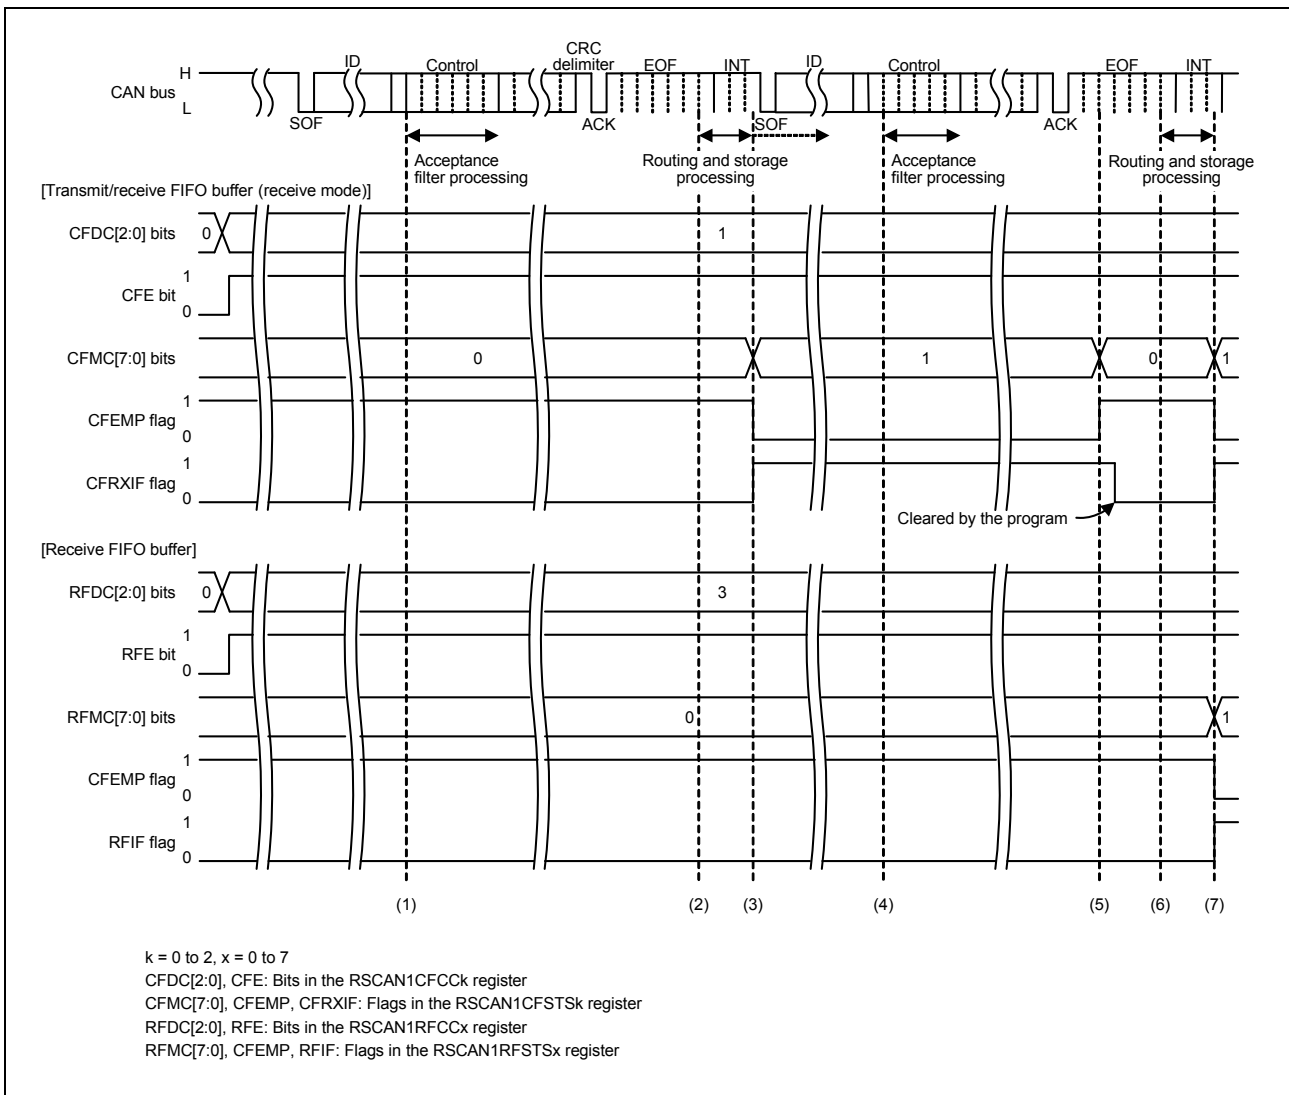 CRC
ID Control delimiter EOF INT ID Control EOF INT
H
CAN bus
L
SOF ACK SOF ACK
Acceptance
filter processing
Routing and storage
processing
Acceptance
filter processing
Routing and storage
processing
[Transmit/receive FIFO buffer (receive mode)]
CFDC[2:0] bits 0 1
1
CFE bit
0
CFMC[7:0] bits 0 1 0 1
1
CFEMP flag
0
1
CFRXIF flag
0
Cleared by the program
[Receive FIFO buffer]
RFDC[2:0] bits 0 3
1
RFE bit
0
RFMC[7:0] bits 0 1
1
CFEMP flag
0
1
RFIF flag
0
(1) (2) (3) (4) (5) (6) (7)
k = 0 to 2, x = 0 to 7
CFDC[2:0], CFE: Bits in the RSCAN1CFCCk register
CFMC[7:0], CFEMP, CFRXIF: Flags in the RSCAN1CFSTSk register
RFDC[2:0], RFE: Bits in the RSCAN1RFCCx register
RFMC[7:0], CFEMP, RFIF: Flags in the RSCAN1RFSTSx register